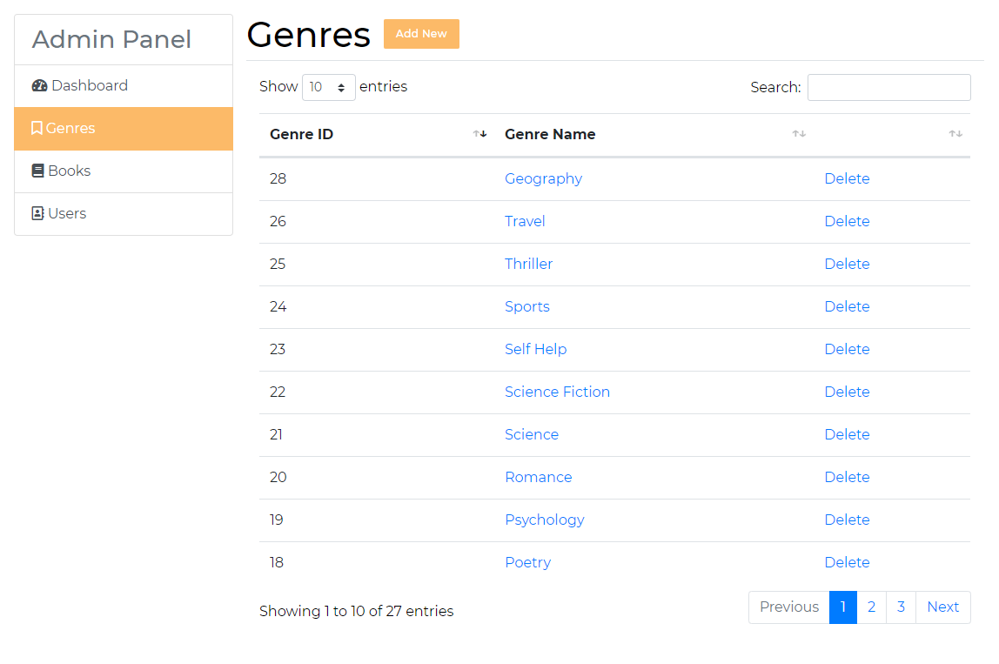 Admin Panel
Dashboard
Genres
Books
Users
Genres Add New
Show 10 entries Search:
Genre ID Genre Name
28 Geography Delete
26 Travel Delete
25 Thriller Delete
24 Sports Delete
23 Self Help Delete
22 Science Fiction Delete
21 Science Delete
20 Romance Delete
19 Psychology Delete
18 Poetry Delete
Showing 1 to 10 of 27 entries Previous 1 2 3 Next